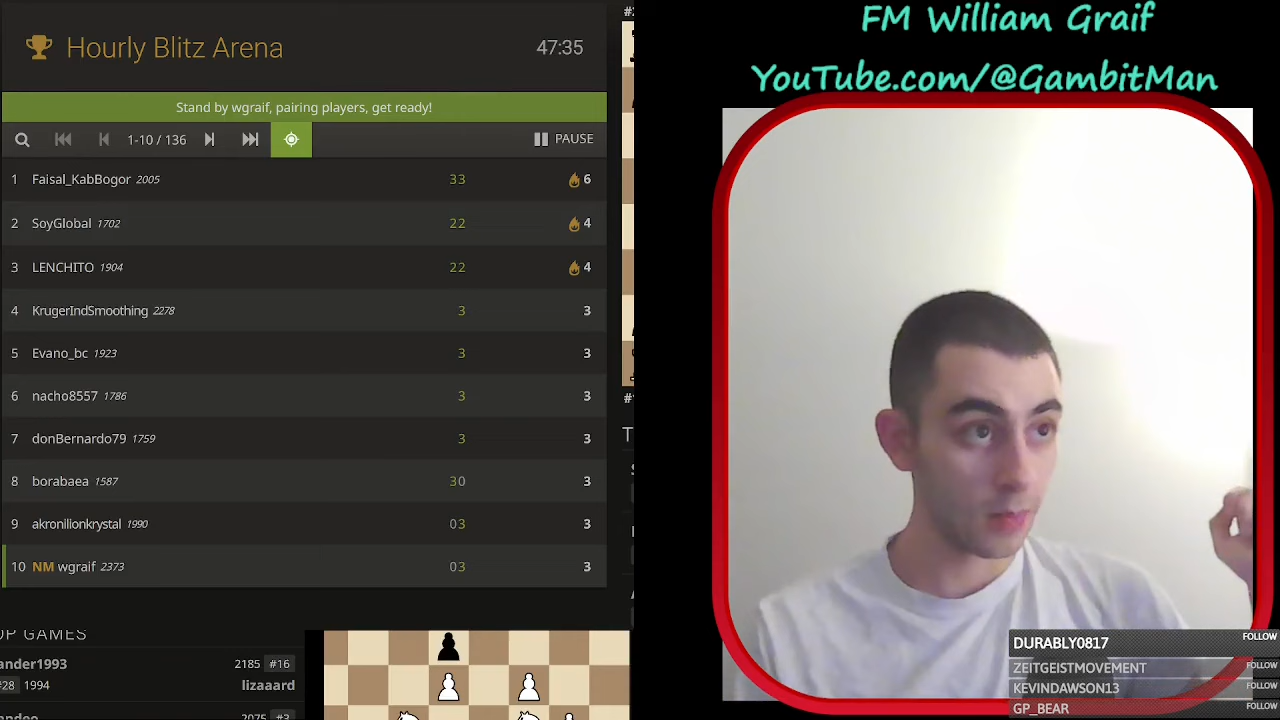 Hourly Blitz Arena
47:35
Stand by wgraif, pairing players, get ready!
1-10 / 136
PAUSE
1 Faisal_KabBogor 2005 33 6
2 SoyGlobal 1702 22 4
3 LENCHITO 1904 22 4
4 KrugerIndSmoothing 2278 3 3
5 Evano_bc 1923 3 3
6 nacho8557 1786 3 3
7 donBernardo79 1759 3 3
8 borabaea 1587 30 3
9 akronilionkrystal 1990 03 3
10 NM wgraif 2373 03 3
OP GAMES
ander1993 2185 #16
#28 1994 lizaaard
2075 #3
FM William Graif
YouTube.com/@GambitMan
DURABLY0817 FOLLOW
ZEITGEISTMOVEMENT FOLLOW
KEVINDAWSON13 FOLLOW
GP_BEAR FOLLOW